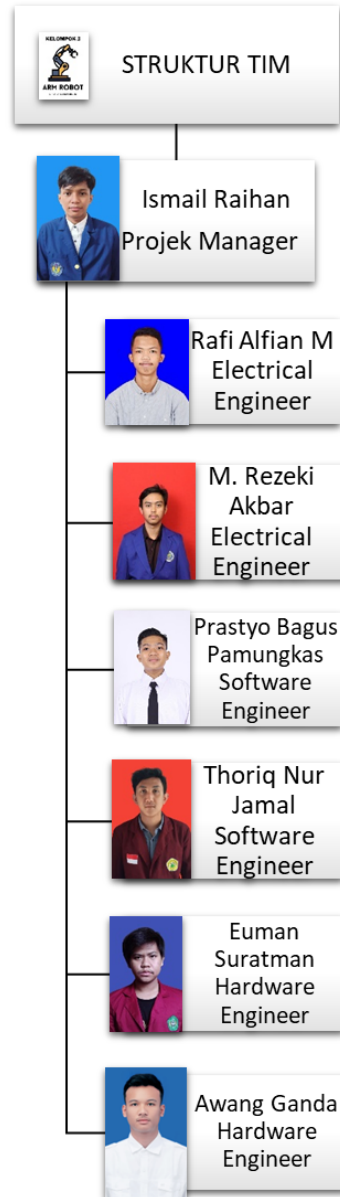 KELOMPOK 3
ARM ROBOT
STRUKTUR TIM
Ismail Raihan
Projek Manager
Rafi Alfian M
Electrical
Engineer
M. Rezeki
Akbar
Electrical
Engineer
Prastyo Bagus
Pamungkas
Software
Engineer
Thoriq Nur
Jamal
Software
Engineer
Euman
Suratman
Hardware
Engineer
Awang Ganda
Hardware
Engineer